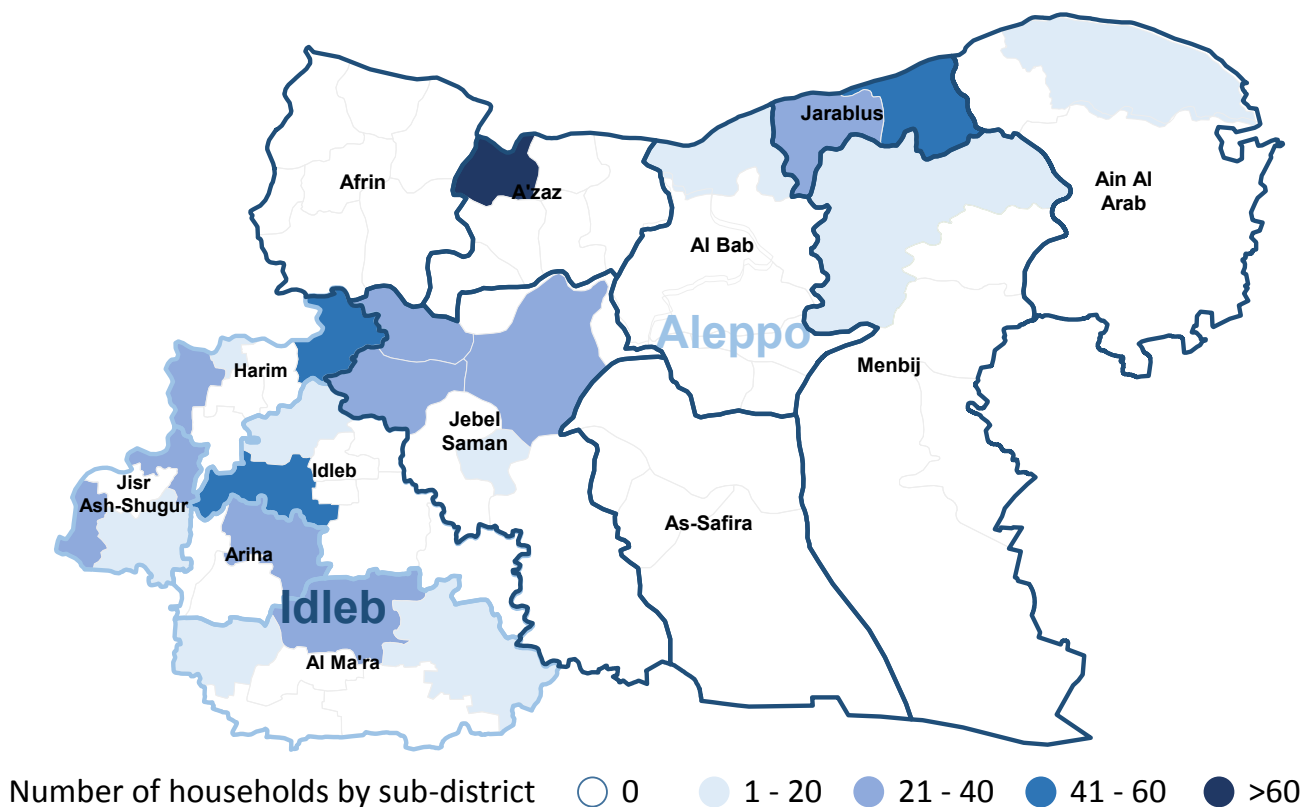 Jarablus
Afrin
A'zaz
Ain Al
Arab
Al Bab
Aleppo
Harim
Menbij
Jebel
Saman
Idleb
Jisr
Ash-Shugur
As-Safira
Ariha
Idleb
Al Ma'ra
Number of households by sub-district 0 1 - 20 21 - 40 41 - 60 >60